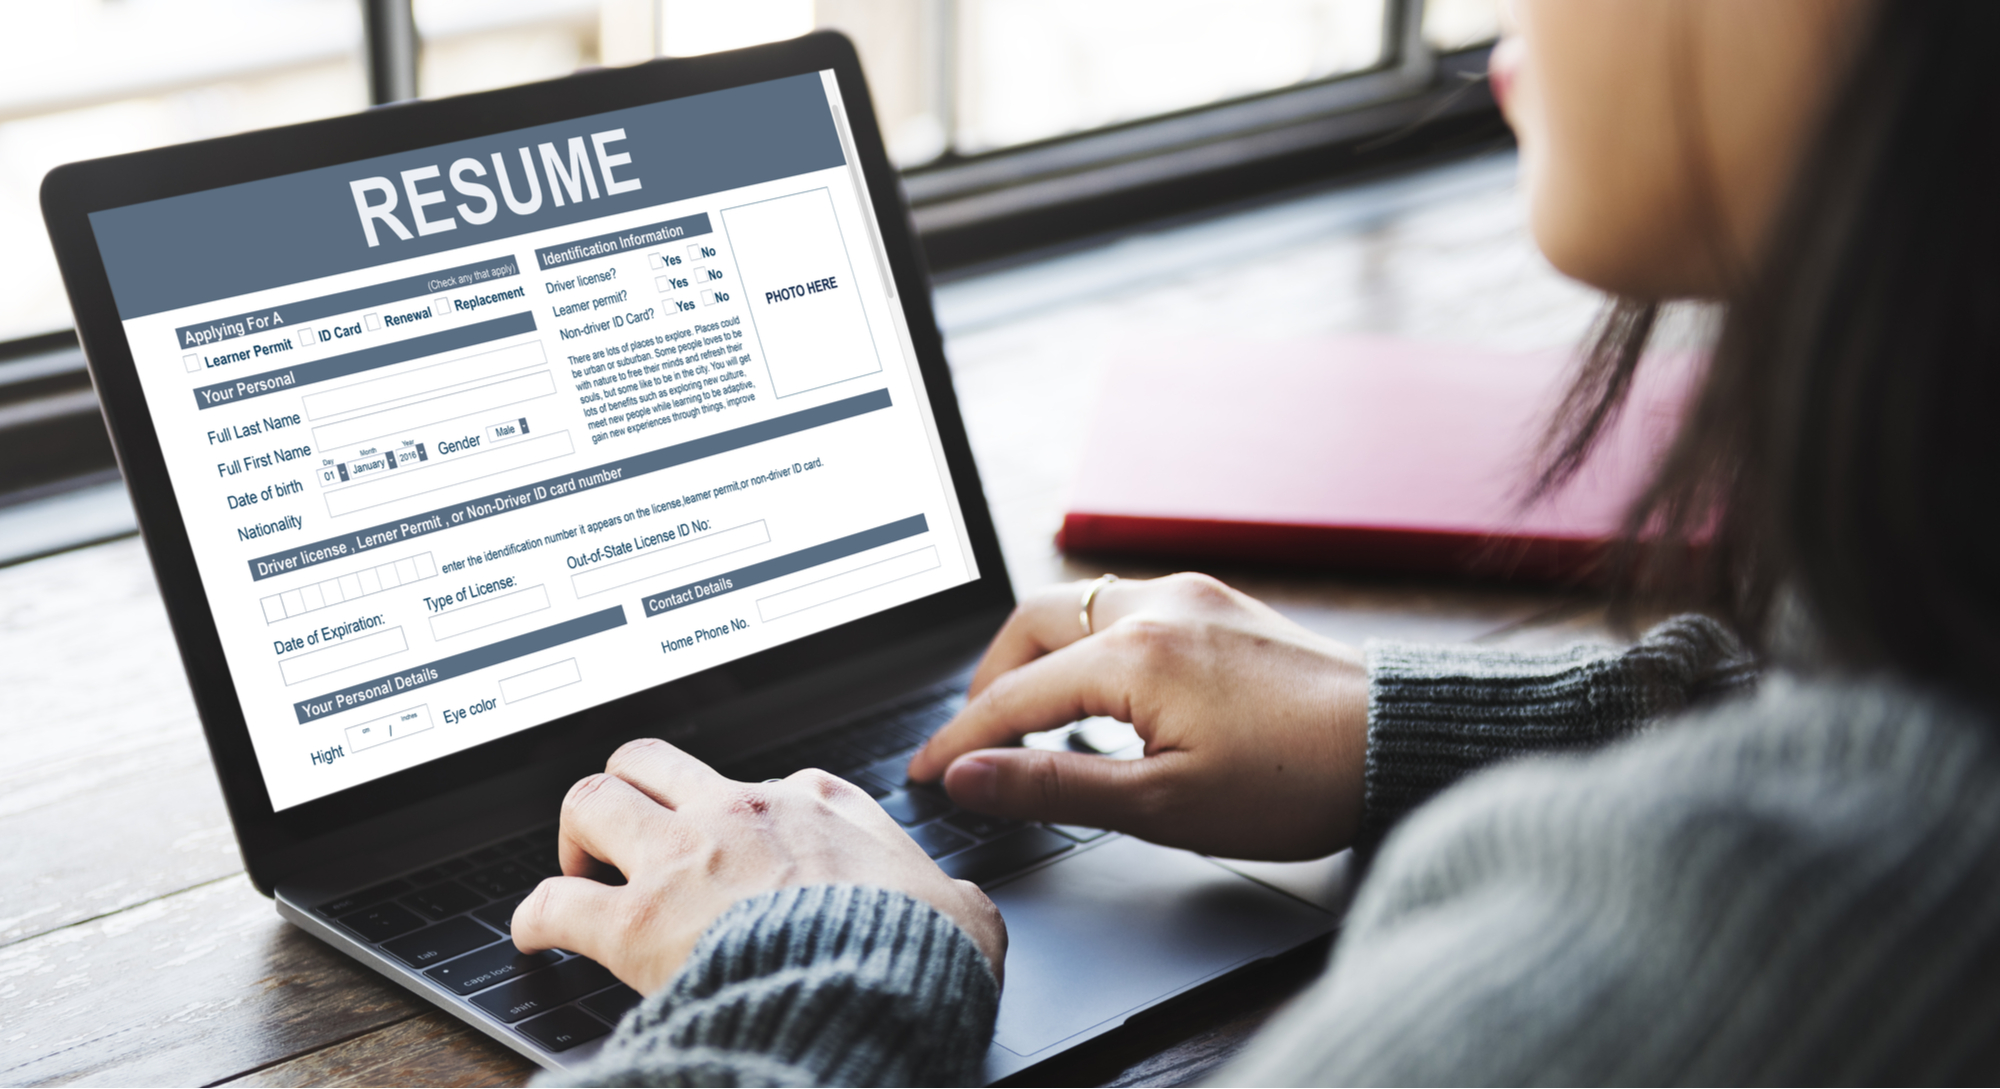 RESUME
Applying For A
(Check any that apply)
Learner Permit
ID Card
Renewal
Replacement
Identification Information
Driver license? Yes No
Learner permit? Yes No
Non-driver ID Card? Yes No
PHOTO HERE
There are lots of places to explore. Places could
be urban or suburban. Some people loves to be
with nature to free their minds and refresh their
souls, but some like to be in the city. You will get
lots of benefits such as exploring new culture,
meet new people while learning to be adaptive,
gain new experiences through things, improve
Your Personal
Full Last Name
Full First Name
Day Month Year
Date of birth 01 January 2016 Gender Male
Nationality
Driver license , Lerner Permit , or Non-Driver ID card number
enter the idendification number it appears on the license,learner permit,or non-driver ID card.
Date of Expiration:
Type of License:
Out-of-State License ID No:
Your Personal Details
Hight cm / inches
Eye color
Contact Details
Home Phone No.
tab
caps lock
shift
fn